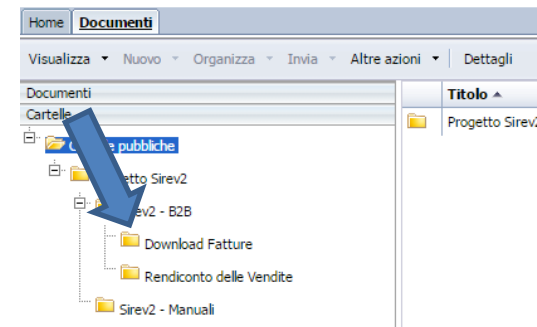 Home Documenti
Visualizza Nuovo Organizza Invia Altre azioni Dettagli
Documenti
Titolo
Cartelle
Progetto Sirev2
pubbliche
Sirev2
- B2B
Download Fatture
Rendiconto delle Vendite
Sirev2 - Manuali